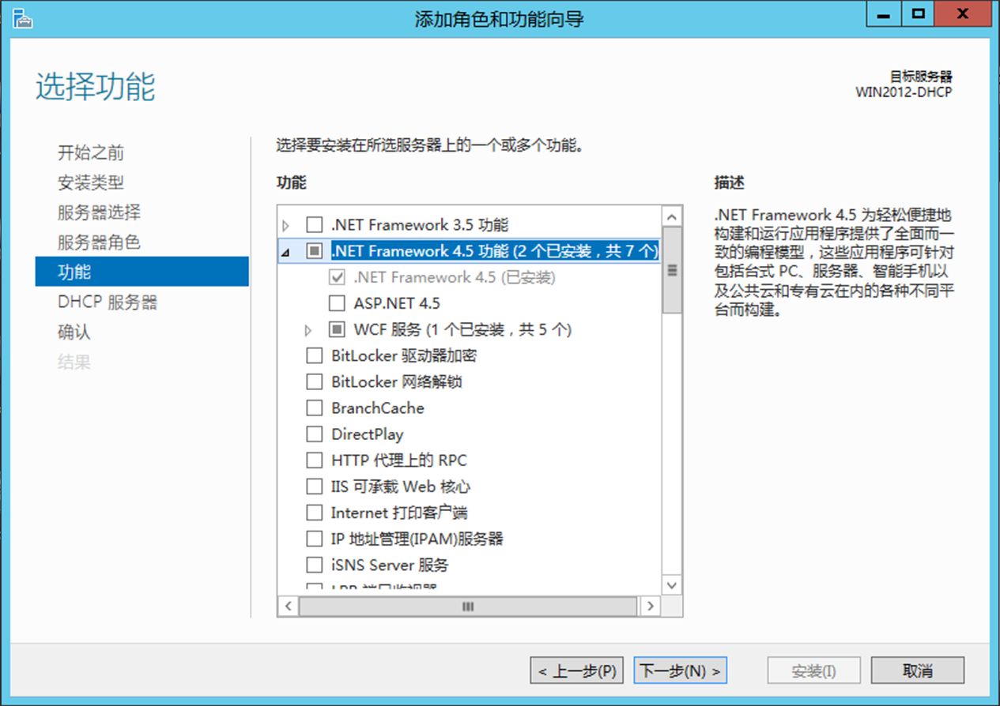 添加角色和功能向导
选择功能
目标服务器
WIN2012-DHCP
开始之前
安装类型
服务器选择
服务器角色
功能
DHCP 服务器
确认
结果
选择要安装在所选服务器上的一个或多个功能。
功能
.NET Framework 3.5 功能
.NET Framework 4.5 功能 (2 个已安装，共 7 个)
.NET Framework 4.5 (已安装)
ASP.NET 4.5
WCF 服务 (1 个已安装，共 5 个)
BitLocker 驱动器加密
BitLocker 网络解锁
BranchCache
DirectPlay
HTTP 代理上的 RPC
IIS 可承载 Web 核心
Internet 打印客户端
IP 地址管理(IPAM)服务器
iSNS Server 服务
描述
.NET Framework 4.5 为轻松便捷地
构建和运行应用程序提供了全面而一
致的编程模型，这些应用程序可针对
包括台式 PC、服务器、智能手机以
及公共云和专有云在内的各种不同平
台而构建。
< 上一步(P)
下一步(N) >
安装(I)
取消